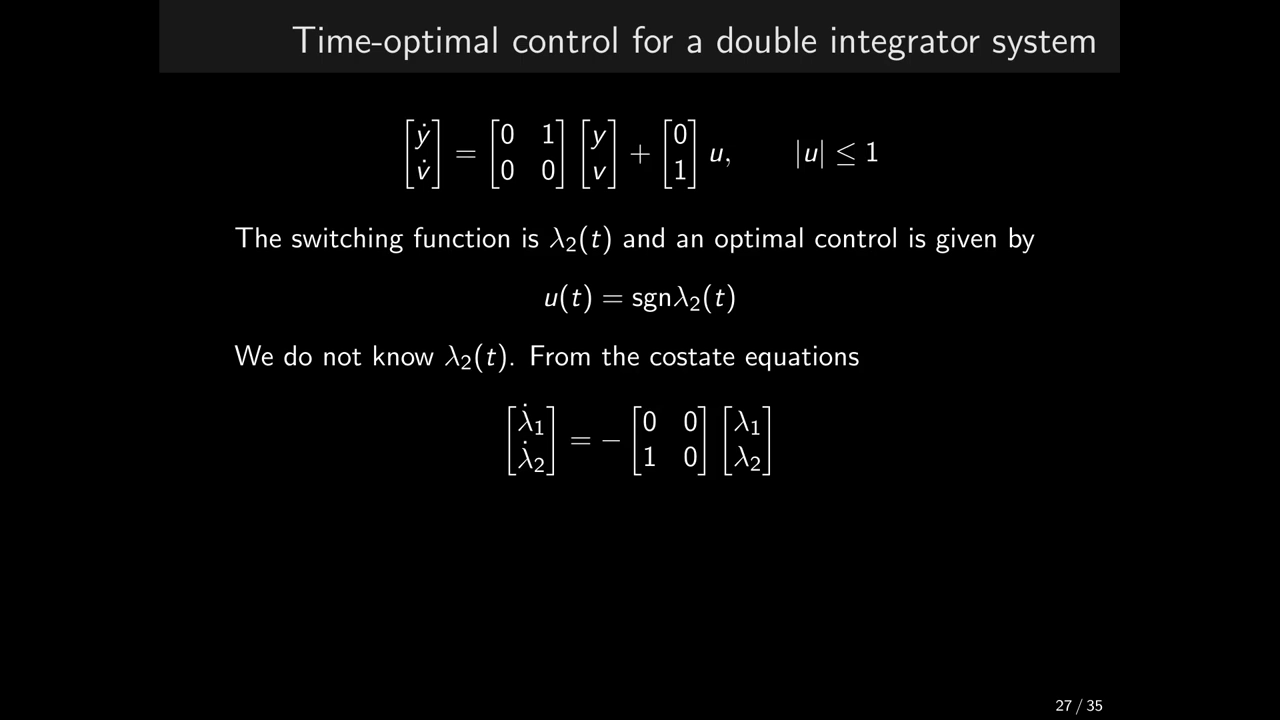 Time-optimal control for a double integrator system
[ẏ; v̇] = [0 1; 0 0] [y; v] + [0; 1] u, |u| ≤ 1
The switching function is λ₂(t) and an optimal control is given by
u(t) = sgnλ₂(t)
We do not know λ₂(t). From the costate equations
[λ̇₁; λ̇₂] = − [0 0; 1 0] [λ₁; λ₂]
27 / 35